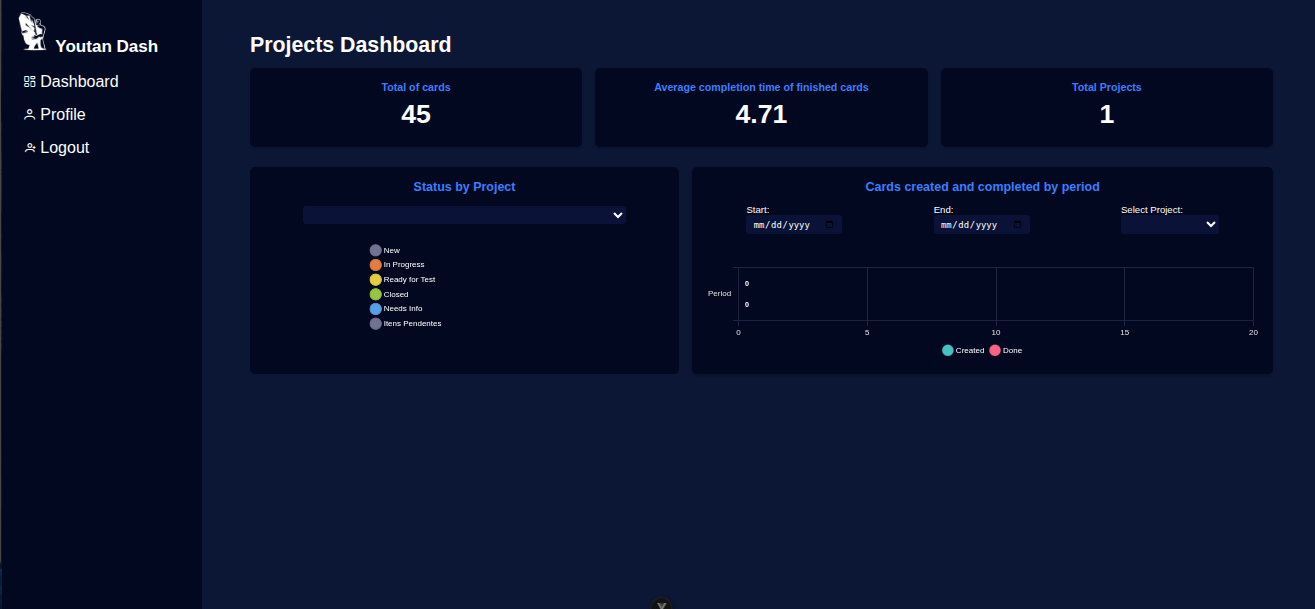 Youtan Dash
Dashboard
Profile
Logout
Projects Dashboard
Total of cards
45
Average completion time of finished cards
4.71
Total Projects
1
Status by Project
New
In Progress
Ready for Test
Closed
Needs Info
Itens Pendentes
Cards created and completed by period
Start: End: Select Project:
mm/dd/yyyy mm/dd/yyyy
0
Period
0
0 5 10 15 20
Created Done